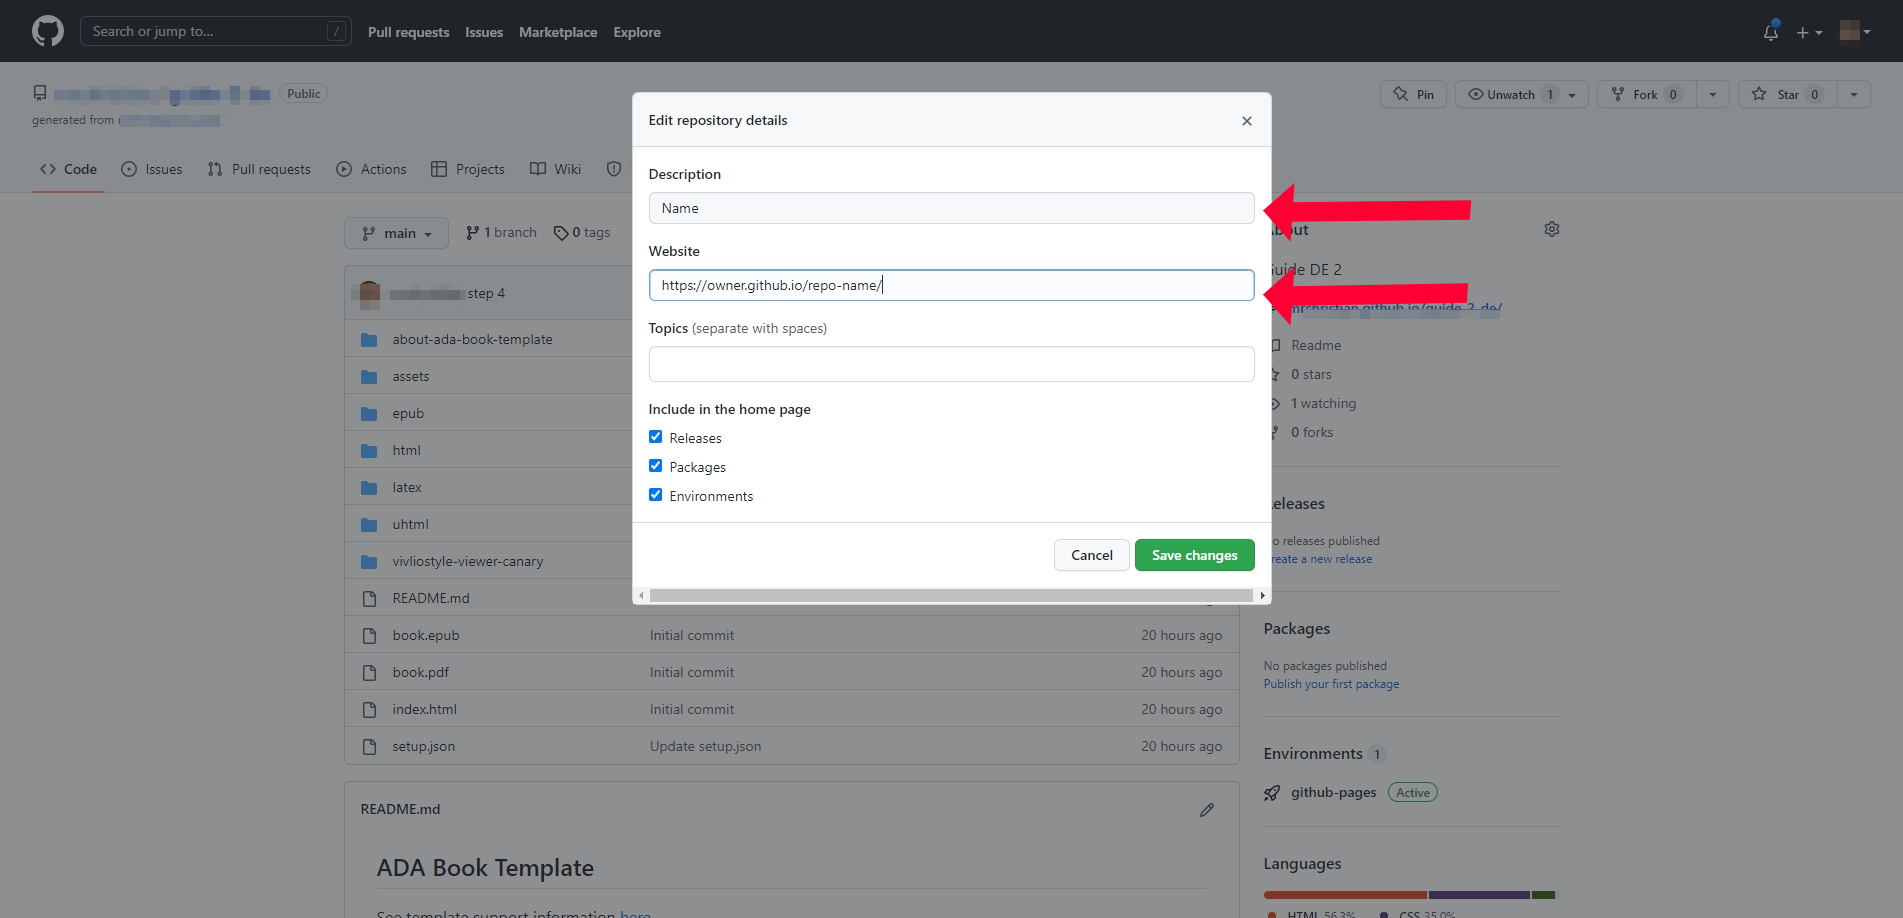 Search or jump to... /
Pull requests Issues Marketplace Explore
Public
generated from
Pin Unwatch 1 Fork 0 Star 0
Code Issues Pull requests Actions Projects Wiki
main 1 branch 0 tags
step 4
about-ada-book-template
assets
epub
html
latex
uhtml
vivliostyle-viewer-canary
README.md
book.epub Initial commit 20 hours ago
book.pdf Initial commit 20 hours ago
index.html Initial commit 20 hours ago
setup.json Update setup.json 20 hours ago
README.md
ADA Book Template
See template support information here
Edit repository details
Description
Name
Website
https://owner.github.io/repo-name/
Topics (separate with spaces)
Include in the home page
Releases
Packages
Environments
Cancel Save changes
About
Guide DE 2
Readme
0 stars
1 watching
0 forks
Releases
No releases published
Create a new release
Packages
No packages published
Publish your first package
Environments 1
github-pages Active
Languages
HTML 56.3% CSS 35.0%